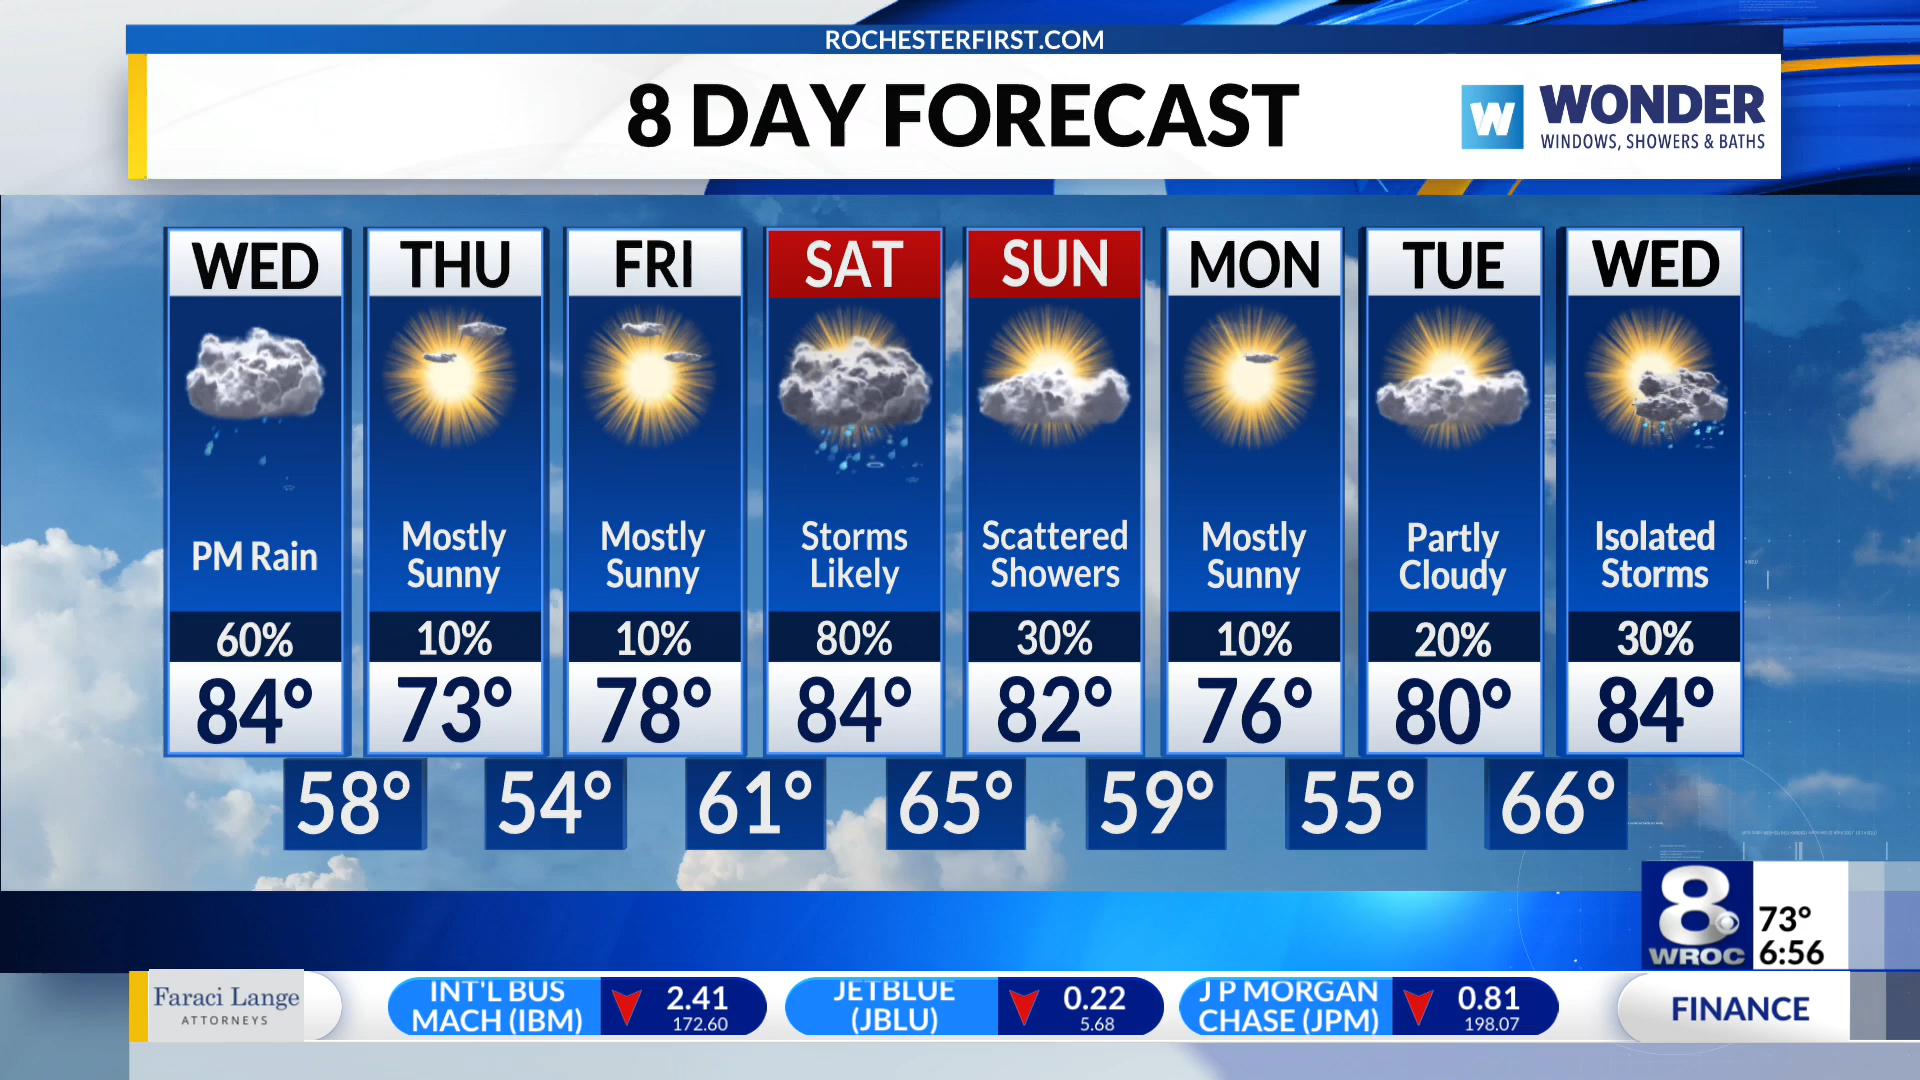 ROCHESTERFIRST.COM
8 DAY FORECAST
W WONDER
WINDOWS, SHOWERS & BATHS
WED THU FRI SAT SUN MON TUE WED
PM Rain
Mostly
Sunny
Mostly
Sunny
Storms
Likely
Scattered
Showers
Mostly
Sunny
Partly
Cloudy
Isolated
Storms
60% 10% 10% 80% 30% 10% 20% 30%
84° 73° 78° 84° 82° 76° 80° 84°
58° 54° 61° 65° 59° 55° 66°
8
WROC
73°
6:56
Faraci Lange
ATTORNEYS
INT'L BUS
MACH (IBM)
2.41
172.60
JETBLUE
(JBLU)
0.22
5.68
J P MORGAN
CHASE (JPM)
0.81
198.07
FINANCE